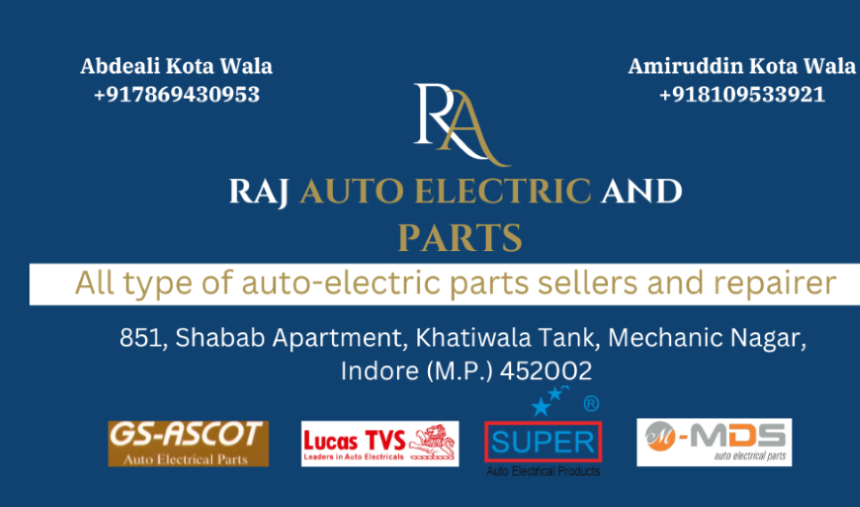 Abdeali Kota Wala
+917869430953
Amiruddin Kota Wala
+918109533921
RA
RAJ AUTO ELECTRIC AND
PARTS
All type of auto-electric parts sellers and repairer
851, Shabab Apartment, Khatiwala Tank, Mechanic Nagar,
Indore (M.P.) 452002
GS-ASCOT
Auto Electrical Parts
Lucas TVS
Leaders in Auto Electricals
®
SUPER
Auto Electrical Products
M-MDS
auto electrical parts